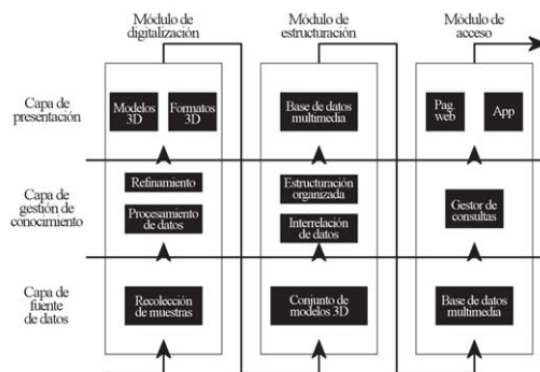 Módulo de
digitalización
Módulo de
estructuración
Módulo de
acceso
Capa de
presentación
Modelos
3D
Formatos
3D
Base de datos
multimedia
Pag.
web
App
Capa de
gestión de
conocimiento
Refinamiento
Procesamiento
de datos
Estructuración
organizada
Interrelación
de datos
Gestor de
consultas
Capa de
fuente
de datos
Recolección
de muestras
Conjunto de
modelos 3D
Base de datos
multimedia